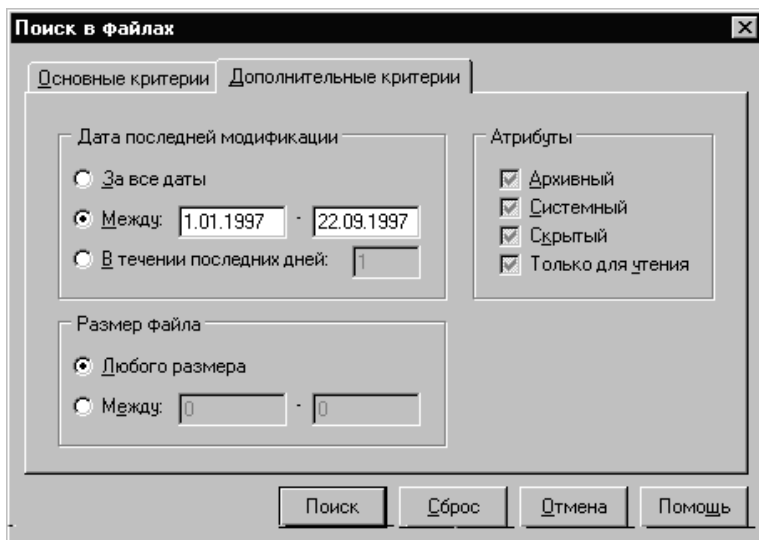 Поиск в файлах
Основные критерии
Дополнительные критерии
Дата последней модификации
За все даты
Между: 1.01.1997 - 22.09.1997
В течении последних дней: 1
Атрибуты
Архивный
Системный
Скрытый
Только для чтения
Размер файла
Любого размера
Между: 0 - 0
Поиск
Сброс
Отмена
Помощь